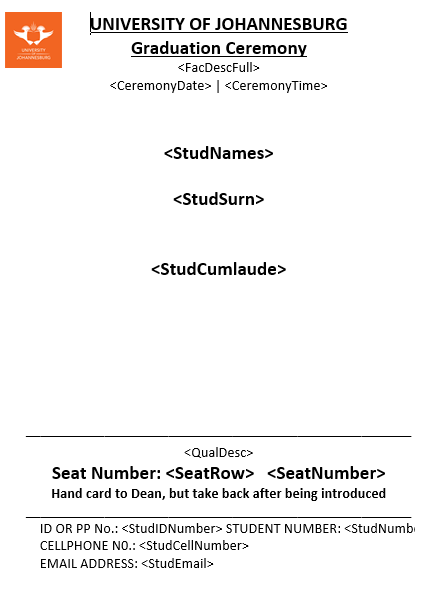 UNIVERSITY OF JOHANNESBURG
Graduation Ceremony
<FacDescFull>
<CeremonyDate> | <CeremonyTime>
UNIVERSITY
OF
JOHANNESBURG
<StudNames>
<StudSurn>
<StudCumlaude>
<QualDesc>
Seat Number: <SeatRow> <SeatNumber>
Hand card to Dean, but take back after being introduced
ID OR PP No.: <StudIDNumber> STUDENT NUMBER: <StudNumb
CELLPHONE N0.: <StudCellNumber>
EMAIL ADDRESS: <StudEmail>